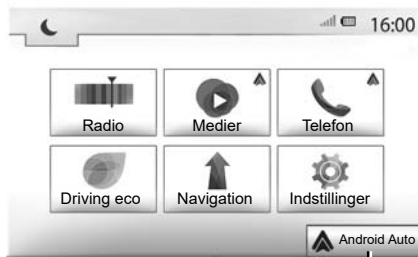 16:00
Radio
Medier
Telefon
Driving eco
Navigation
Indstillinger
Android Auto